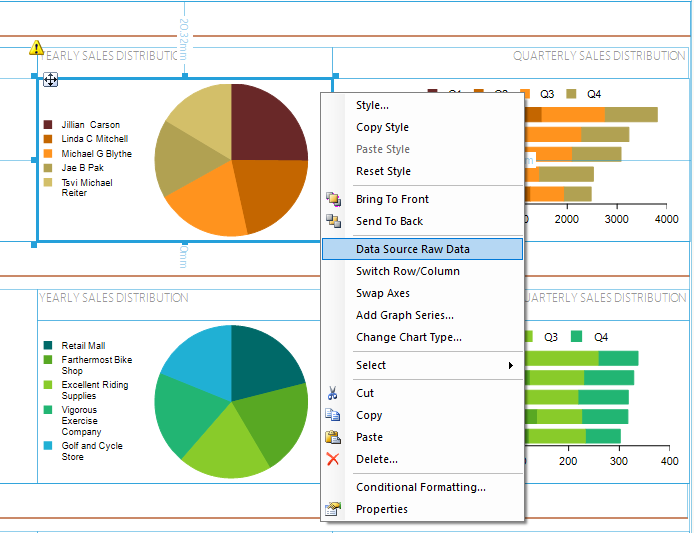 20.32mm
YEARLY SALES DISTRIBUTIO
QUARTERLY SALES DISTRIBUTION
Jillian Carson
Linda C Mitchell
Michael G Blythe
Jae B Pak
Tsvi Michael
Reiter
Q3
Q4
m
2000
3000
4000
0mm
Style...
Copy Style
Paste Style
Reset Style
Bring To Front
Send To Back
Data Source Raw Data
Switch Row/Column
Swap Axes
Add Graph Series...
Change Chart Type...
Select
Cut
Copy
Paste
Delete...
Conditional Formatting...
Properties
YEARLY SALES DISTRIBUTION
UARTERLY SALES DISTRIBUTION
Retail Mall
Farthermost Bike
Shop
Excellent Riding
Supplies
Vigorous
Exercise
Company
Golf and Cycle
Store
Q3
Q4
200
300
400